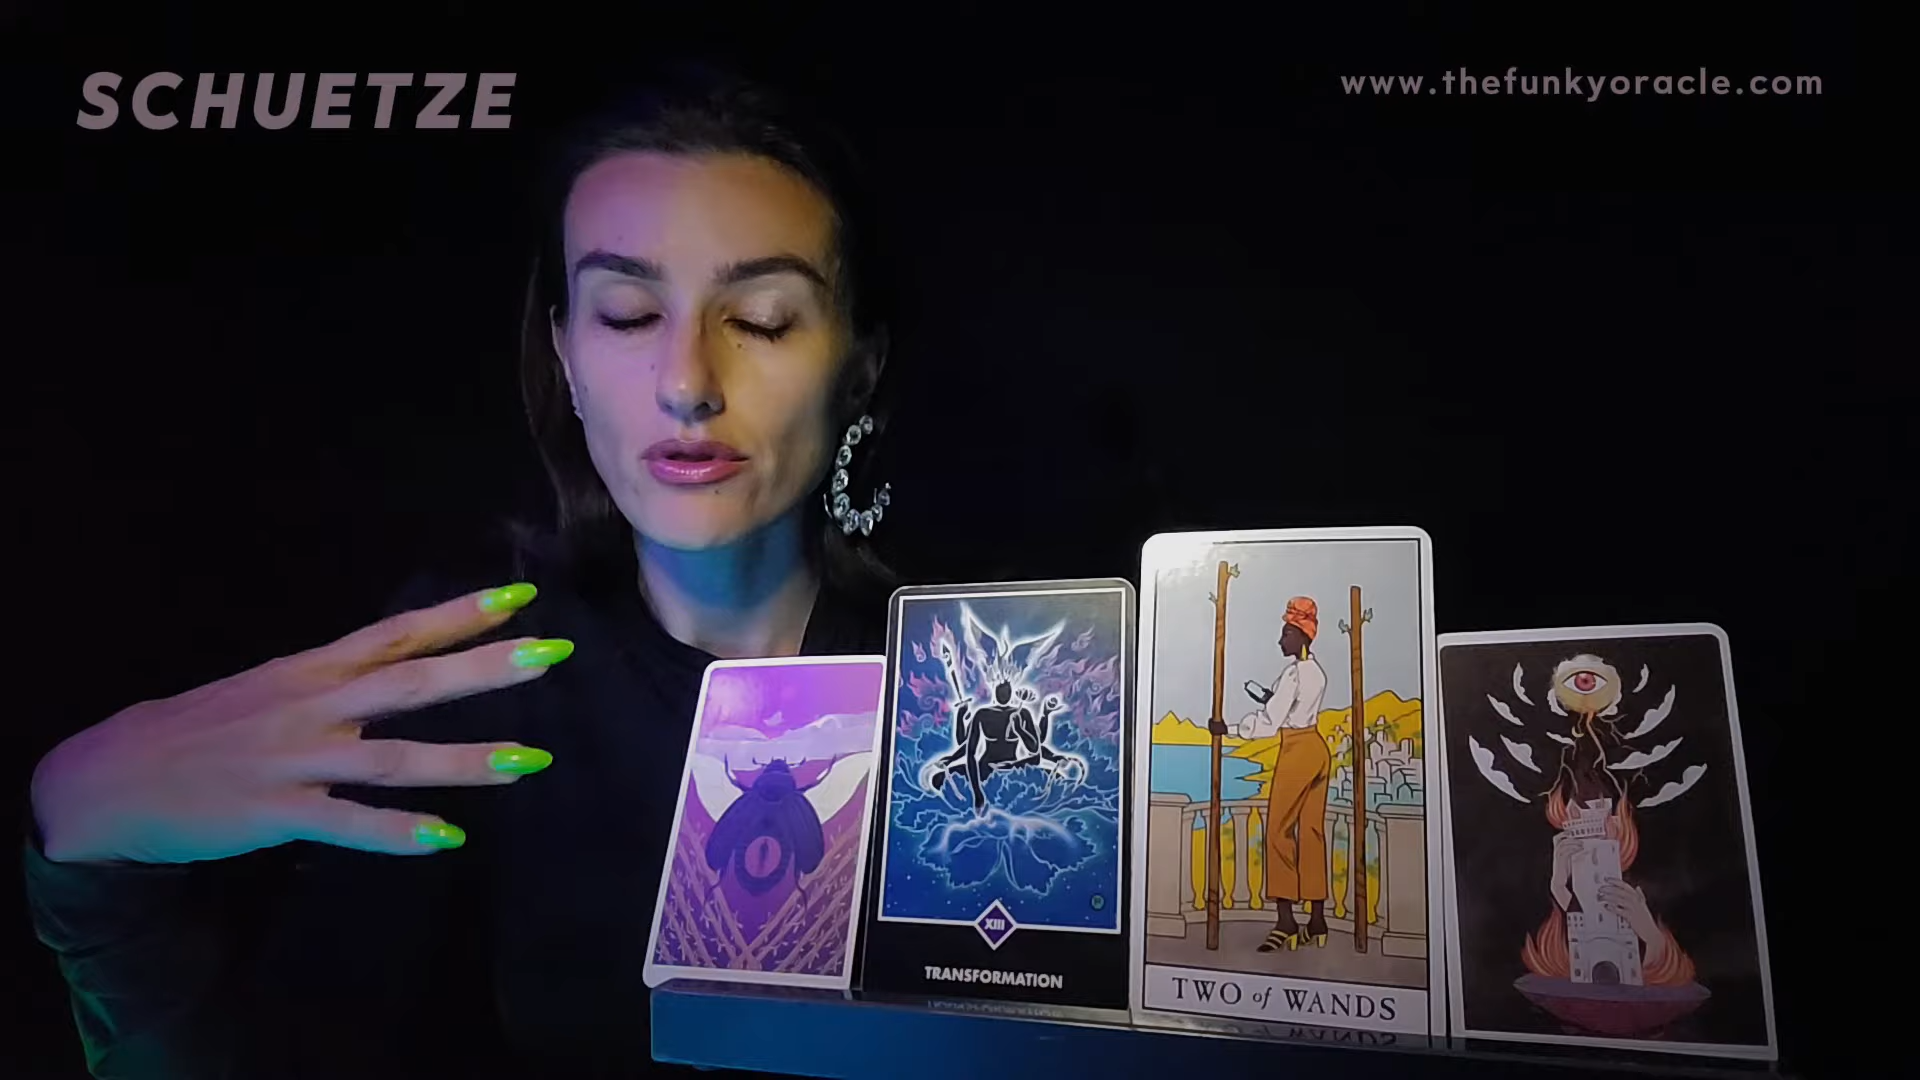 SCHUETZE
www.thefunkyoracle.com
XIII
TRANSFORMATION
TWO of WANDS